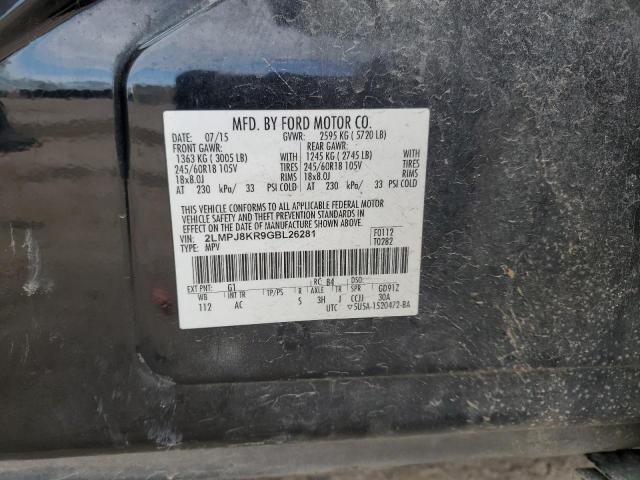 MFD. BY FORD MOTOR CO.
DATE: 07/15 GVWR: 2595 KG ( 5720 LB)
FRONT GAWR: REAR GAWR:
1363 KG ( 3005 LB) WITH 1245 KG ( 2745 LB) WITH
245/60R18 105V TIRES 245/60R18 105V TIRES
18x8.0J RIMS 18x8.0J RIMS
AT 230 kPa/ 33 PSI COLD AT 230 kPa/ 33 PSI COLD
THIS VEHICLE CONFORMS TO ALL APPLICABLE FEDERAL MOTOR
VEHICLE SAFETY AND THEFT PREVENTION STANDARDS IN EFFECT
ON THE DATE OF MANUFACTURE SHOWN ABOVE.
VIN: 2LMPJ8KR9GBL26281 F0112
TYPE: MPV T0282
EXT PNT: G1 RC: B4 DSO:
WB INT TR TP/PS R AXLE TR SPR GD91Z
112 AC S 3H J CCJJ 30A
UTC ▽5U5A-1520472-BA